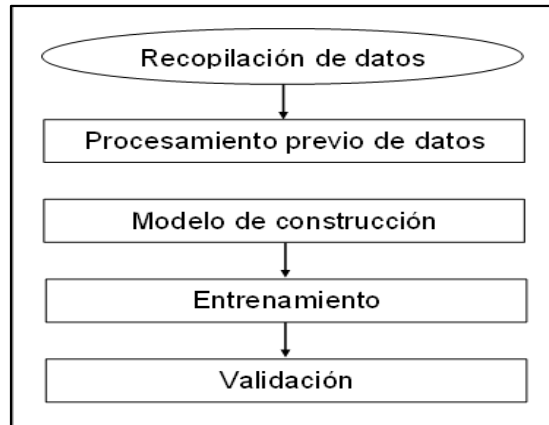 Recopilación de datos
Procesamiento previo de datos
Modelo de construcción
Entrenamiento
Validación